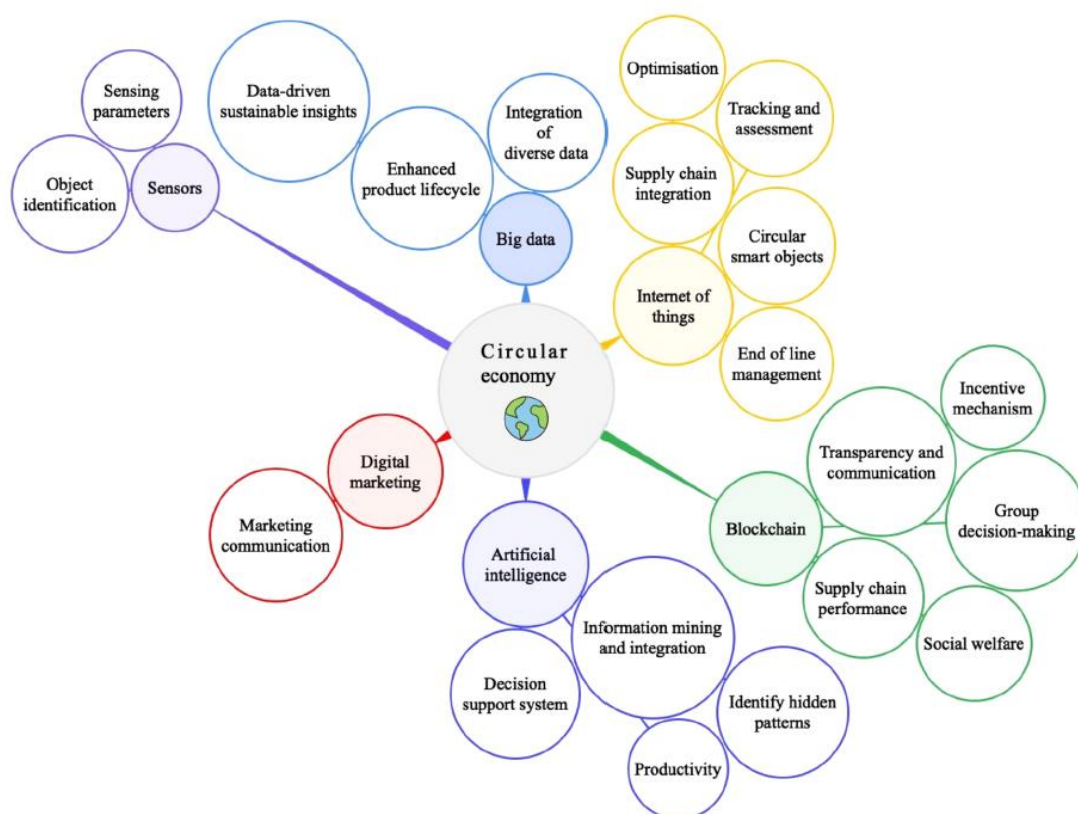 Sensing
parameters
Object
identification
Sensors
Data-driven
sustainable insights
Enhanced
product lifecycle
Integration
of
diverse data
Big data
Optimisation
Tracking and
assessment
Supply chain
integration
Circular
smart objects
Internet of
things
End of line
management
Circular
economy
Digital
marketing
Marketing
communication
Artificial
intelligence
Information mining
and integration
Decision
support system
Identify hidden
patterns
Productivity
Incentive
mechanism
Transparency and
communication
Group
decision-making
Blockchain
Supply chain
performance
Social welfare